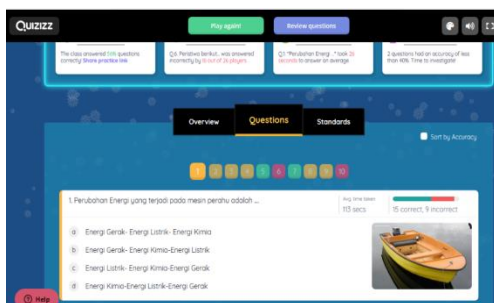 QUIZIZZ
Play again!
Review questions
The class answered 56% questions
correctly! Share practice link
Q6. Peristiwa berikut... was answered
incorrectly by 18 out of 26 players.
Q1. "Perubahan Energi ..." took
seconds to answer on average
2 questions had an accuracy of less
than 40%. Time to investigate!
Overview
Questions
Standards
Sort by Accuracy
1
2
3
4
5
6
7
8
9
10
1. Perubahan Energi yang terjadi pada mesin perahu adalah ...
Avg time taken
113 secs
15 correct, 9 incorrect
a Energi Gerak- Energi Listrik- Energi Kimia
b Energi Gerak- Energi Kimia-Energi Listrik
c Energi Listrik- Energi Kimia-Energi Gerak
d Energi Kimia-Energi Listrik-Energi Gerak
Help